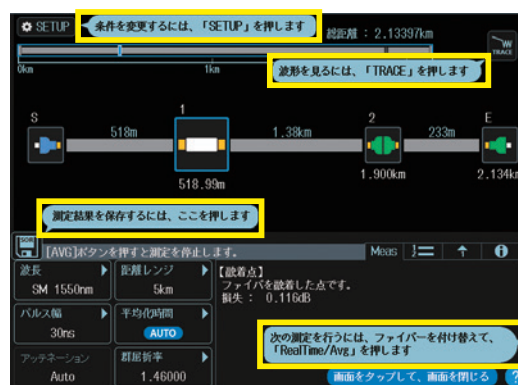 SETUP
条件を変更するには、「SETUP」を押します
総距離 : 2.13397km
TRACE
0km
1km
波形を見るには、「TRACE」を押します
S
1
2
E
518m
1.38km
233m
518.99m
1.900km
2.134k
測定結果を保存するには、ここを押します
SOR
[AVG]ボタンを押すと測定を停止します。
Meas
波長
SM 1550nm
距離レンジ
5km
【融着点】
ファイバを融着した点です。
損失 : 0.116dB
パルス幅
30ns
平均化時間
AUTO
次の測定を行うには、ファイバーを付け替えて、
「RealTime/Avg」を押します
アッテネーション
Auto
群屈折率
1.46000
画面をタップして、画面を閉じる
?